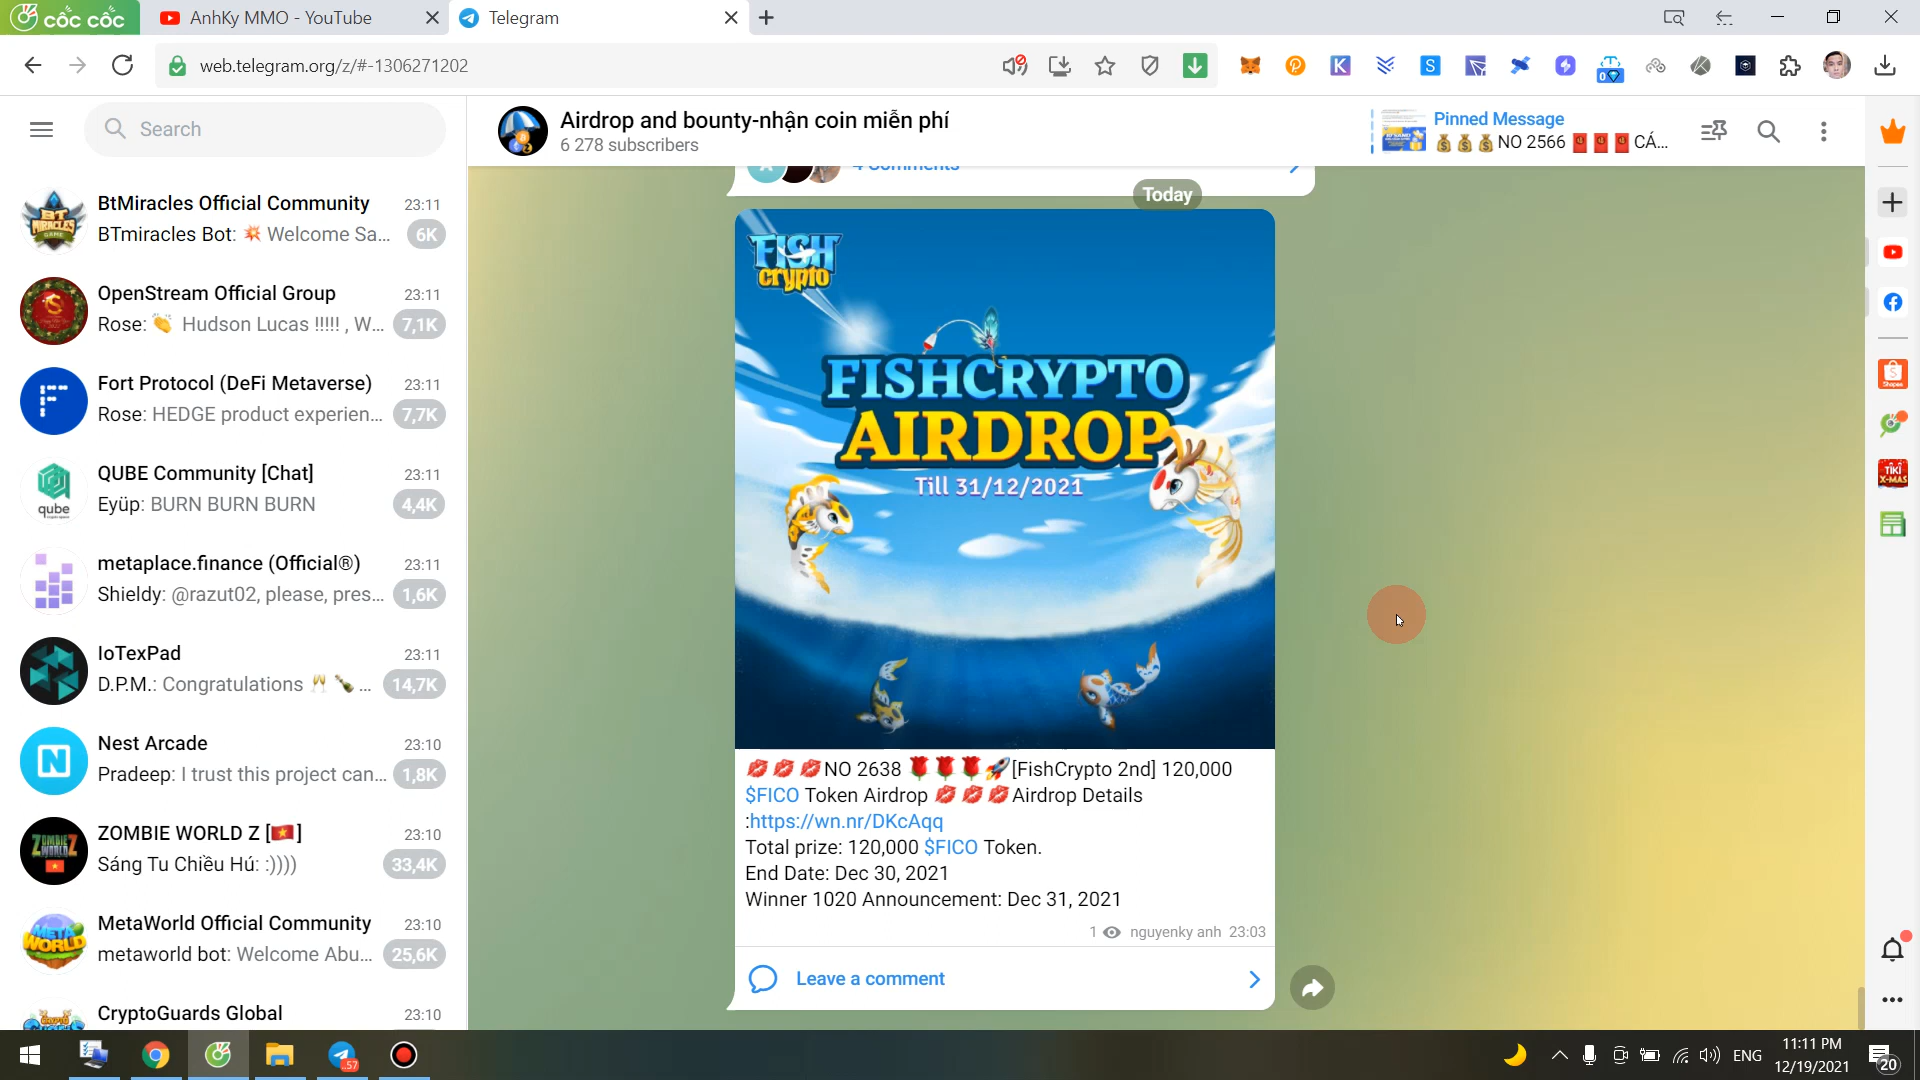 cốc cốc
AnhKy MMO - YouTube
Telegram
web.telegram.org/z/#-1306271202
Search
Airdrop and bounty-nhận coin miễn phí
6 278 subscribers
Pinned Message
NO 2566 🧧🧧🧧CÁ...
BtMiracles Official Community 23:11
BTmiracles Bot: 💥 Welcome Sa... 6K
OpenStream Official Group 23:11
Rose: 👏 Hudson Lucas !!!!! , W... 7,1K
Fort Protocol (DeFi Metaverse) 23:11
Rose: HEDGE product experien... 7,7K
QUBE Community [Chat] 23:11
Eyüp: BURN BURN BURN 4,4K
qube
metaplace.finance (Official®) 23:11
Shieldy: @razut02, please, pres... 1,6K
IoTexPad 23:11
D.P.M.: Congratulations 🥂 🍾 ... 14,7K
Nest Arcade 23:10
Pradeep: I trust this project can... 1,8K
ZOMBIE WORLD Z [🇻🇳] 23:10
Sáng Tu Chiều Hú: :)))) 33,4K
MetaWorld Official Community 23:10
metaworld bot: Welcome Abu... 25,6K
CryptoGuards Global 23:10
4 Comments
Today
FISH
crypto
FISHCRYPTO
AIRDROP
Till 31/12/2021
💋💋💋NO 2638 🌹🌹🌹🚀[FishCrypto 2nd] 120,000
$FICO Token Airdrop 💋💋💋Airdrop Details
:https://wn.nr/DKcAqq
Total prize: 120,000 $FICO Token.
End Date: Dec 30, 2021
Winner 1020 Announcement: Dec 31, 2021
1 nguyenky anh 23:03
Leave a comment
57
ENG
11:11 PM
12/19/2021
20